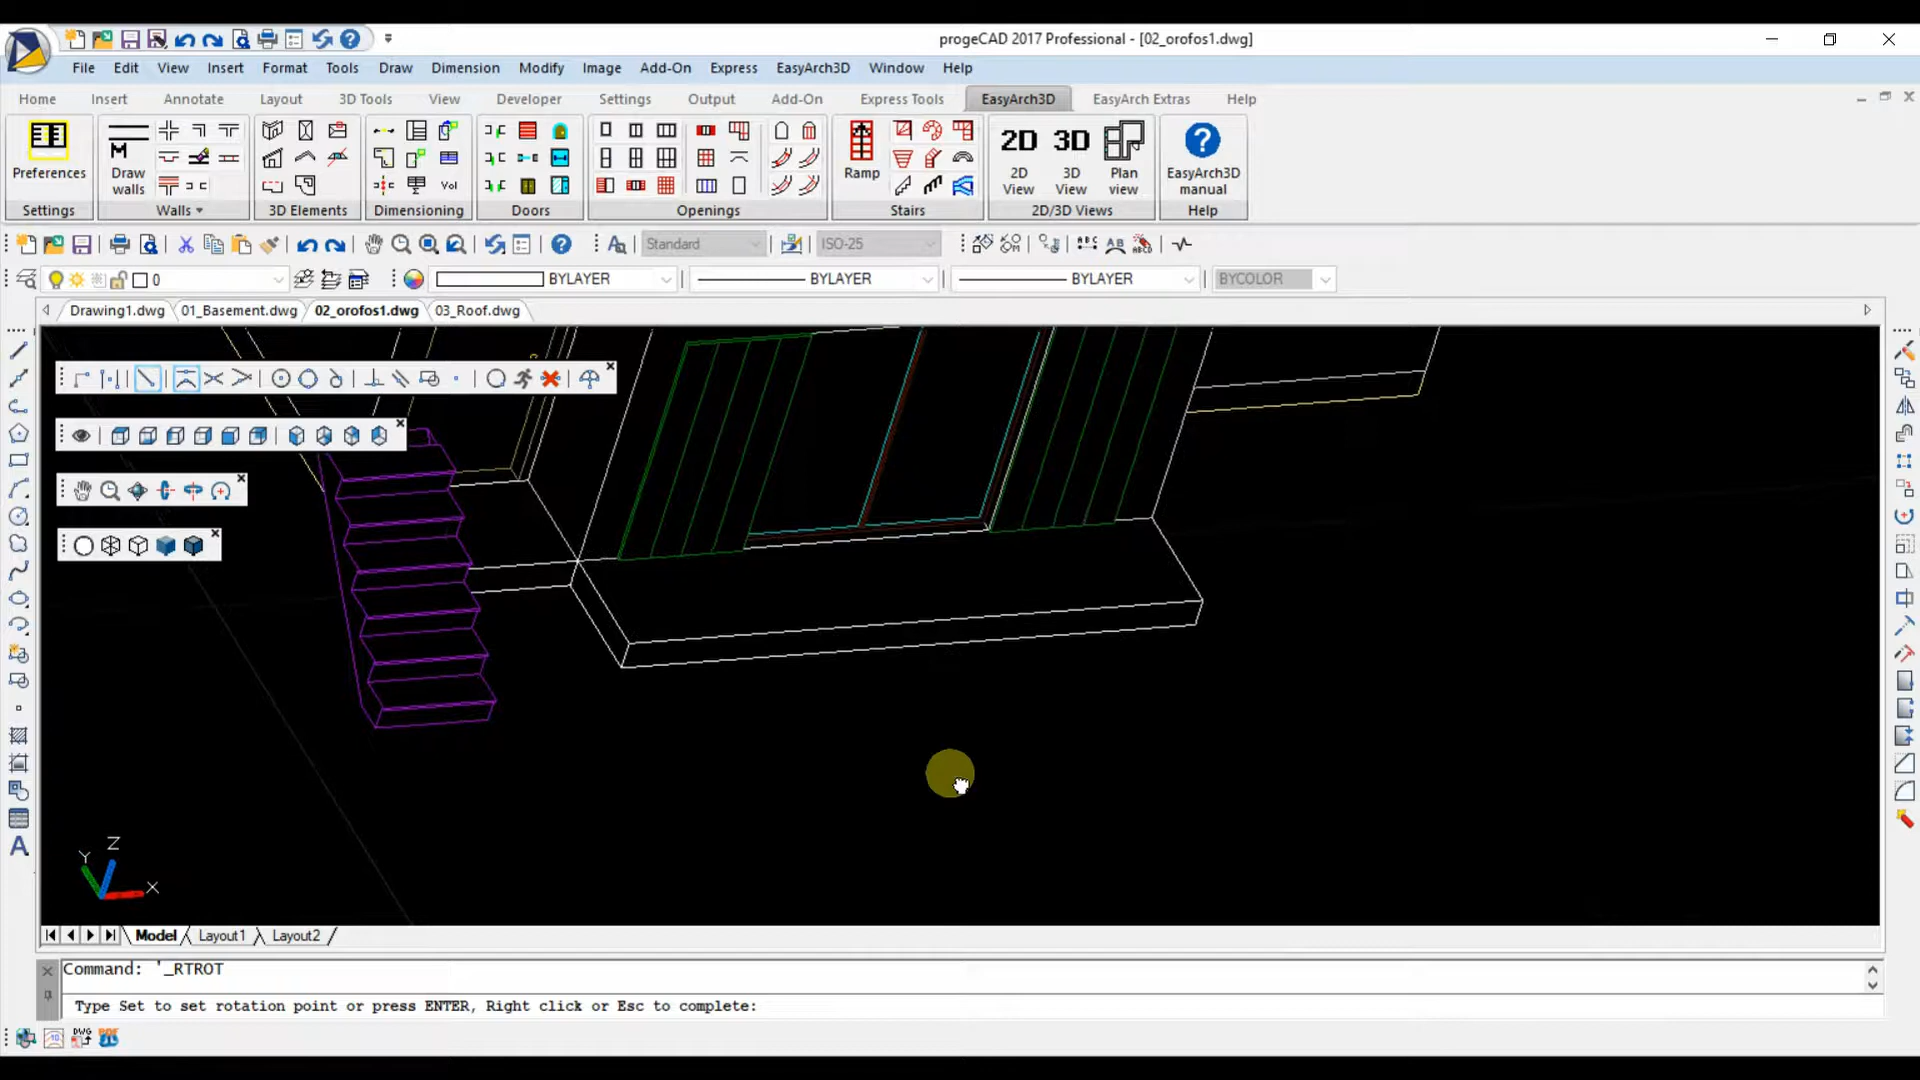 progeCAD 2017 Professional - [02_orofos1.dwg]
File Edit View Insert Format Tools Draw Dimension Modify Image Add-On Express EasyArch3D Window Help
Home Insert Annotate Layout 3D Tools View Developer Settings Output Add-On Express Tools EasyArch3D EasyArch Extras Help
M
Vol
2D 3D
Preferences
Draw walls
Ramp
2D View
3D View
Plan view
EasyArch3D manual
Settings Walls 3D Elements Dimensioning Doors Openings Stairs 2D/3D Views Help
Standard ISO-25
0 BYLAYER BYLAYER BYLAYER BYCOLOR
Drawing1.dwg 01_Basement.dwg 02_orofos1.dwg 03_Roof.dwg
Z
Y
X
A
Model Layout1 Layout2
Command: '_RTROT
Type Set to set rotation point or press ENTER, Right click or Esc to complete:
DWG PDF